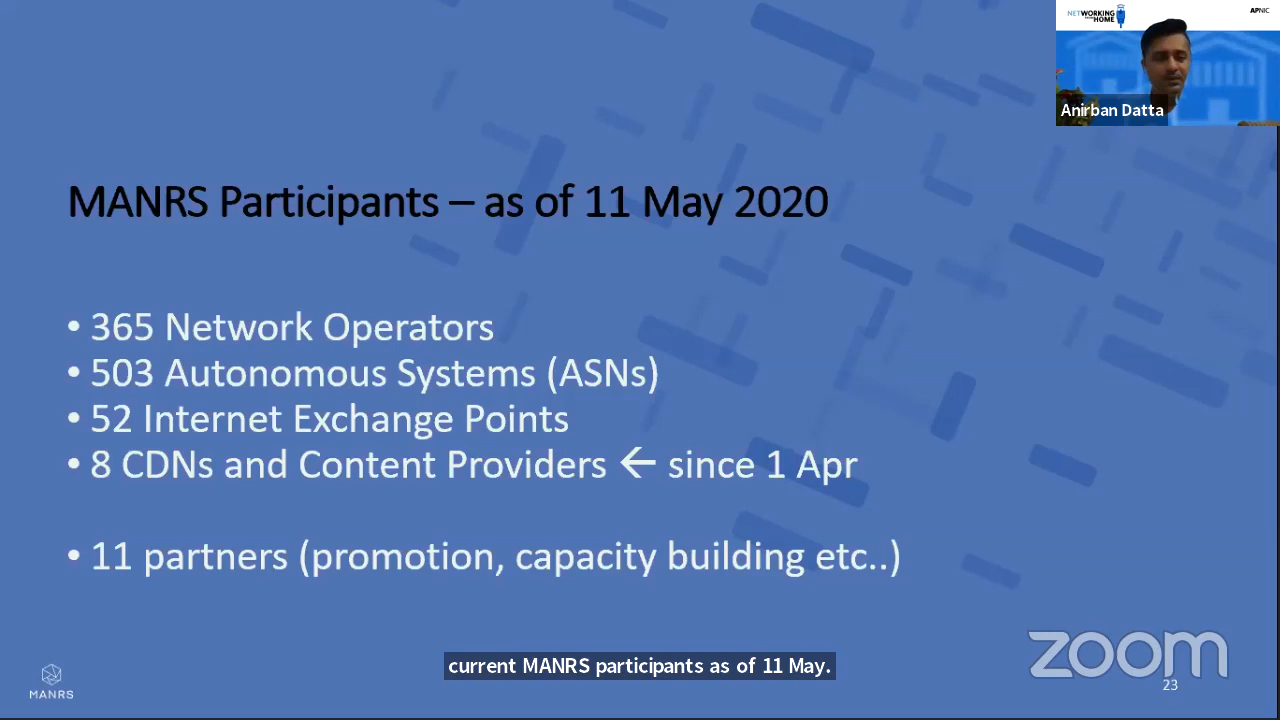 NETWORKING
FROM
HOME
APNIC
Anirban Datta
MANRS Participants – as of 11 May 2020
• 365 Network Operators
• 503 Autonomous Systems (ASNs)
• 52 Internet Exchange Points
• 8 CDNs and Content Providers ← since 1 Apr
• 11 partners (promotion, capacity building etc..)
current MANRS participants as of 11 May.
MANRS
zoom
23